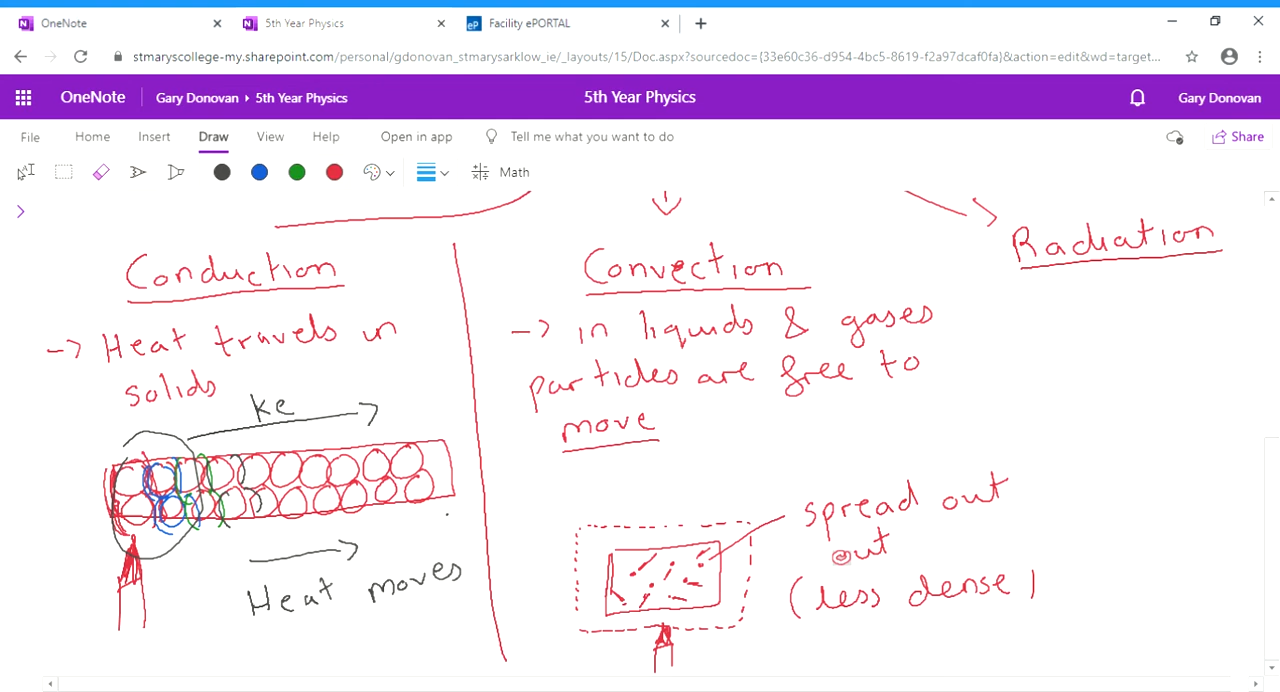 OneNote
5th Year Physics
Facility ePORTAL
stmaryscollege-my.sharepoint.com/personal/gdonovan_stmarysarklow_ie/_layouts/15/Doc.aspx?sourcedoc={33e60c36-d954-4bc5-8619-f2a97dcaf0fa}&action=edit&wd=target...
OneNote
Gary Donovan › 5th Year Physics
5th Year Physics
Gary Donovan
File
Home
Insert
Draw
View
Help
Open in app
Tell me what you want to do
Share
Math
Conduction
-> Heat travels in
solids
ke
Heat moves
Convection
-> in liquids & gases
particles are free to
move
spread out
out
(less dense)
Radiation